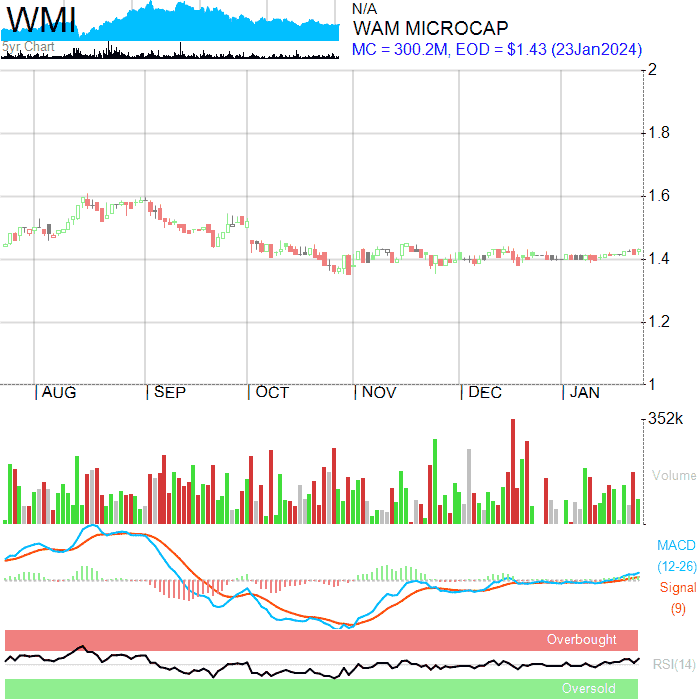 WMI
5yr Chart
N/A
WAM MICROCAP
MC = 300.2M, EOD = $1.43 (23Jan2024)
2
1.8
1.6
1.4
1.2
1
AUG SEP OCT NOV DEC JAN
352k
Volume
MACD
(12-26)
Signal
(9)
Overbought
RSI(14)
Oversold